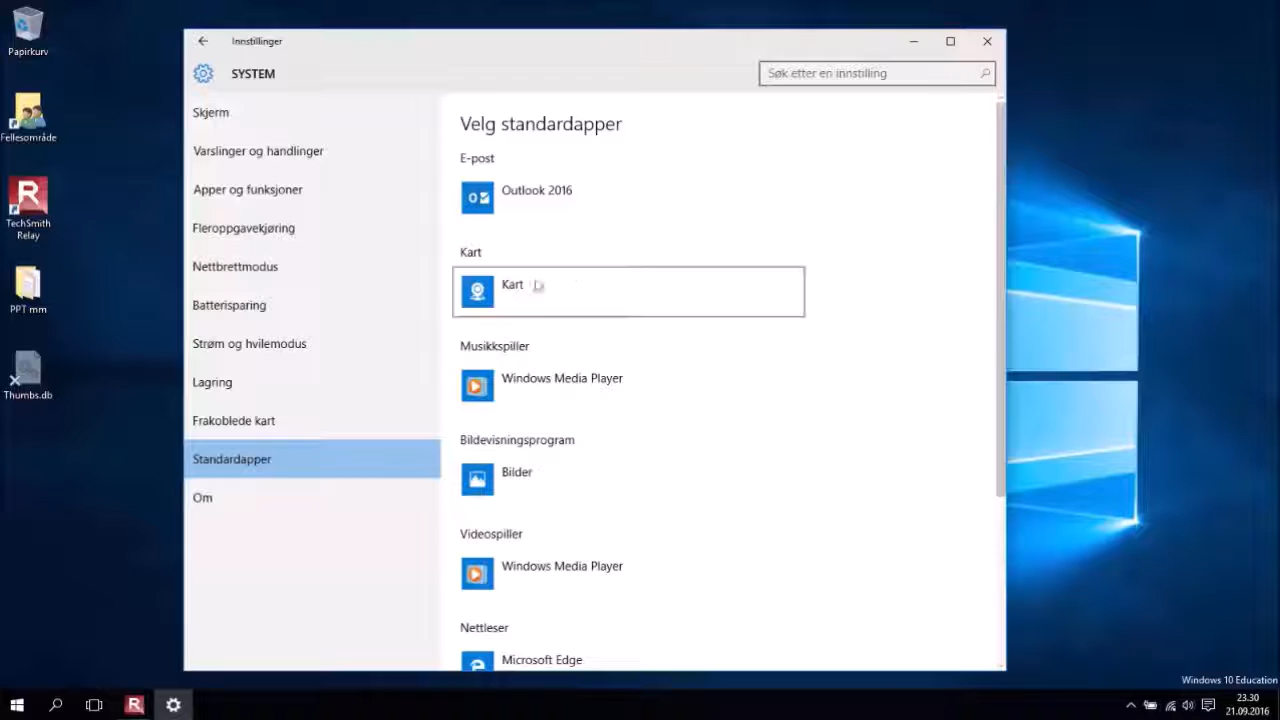 Papirkurv
Fellesområde
TechSmith
Relay
PPT mm
Thumbs.db
Innstillinger
SYSTEM
Søk etter en innstilling
Skjerm
Varslinger og handlinger
Apper og funksjoner
Fleroppgavekjøring
Nettbrettmodus
Batterisparing
Strøm og hvilemodus
Lagring
Frakoblede kart
Standardapper
Om
Velg standardapper
E-post
Outlook 2016
Kart
Kart
Musikkspiller
Windows Media Player
Bildevisningsprogram
Bilder
Videospiller
Windows Media Player
Nettleser
Microsoft Edge
Windows 10 Education
23.30
21.09.2016